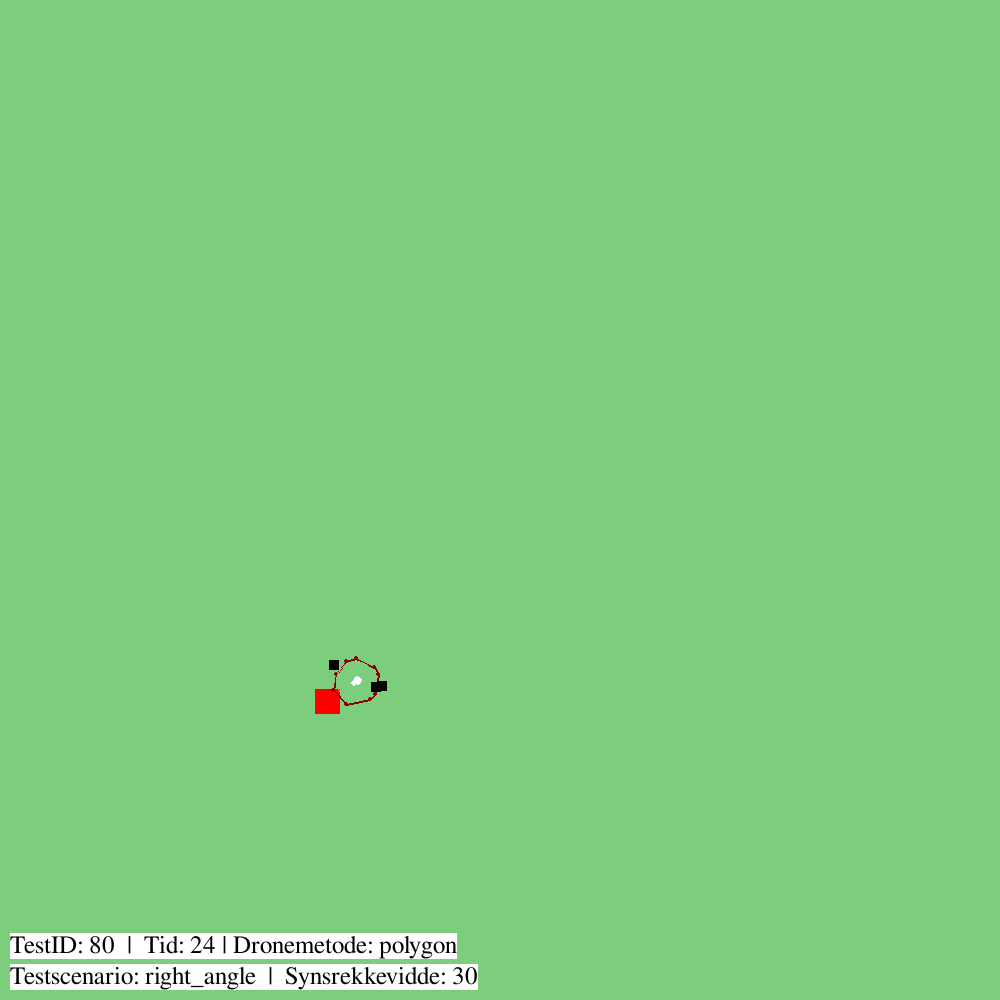 TestID: 80 | Tid: 24 | Dronemetode: polygon
Testscenario: right_angle | Synsrekkevidde: 30